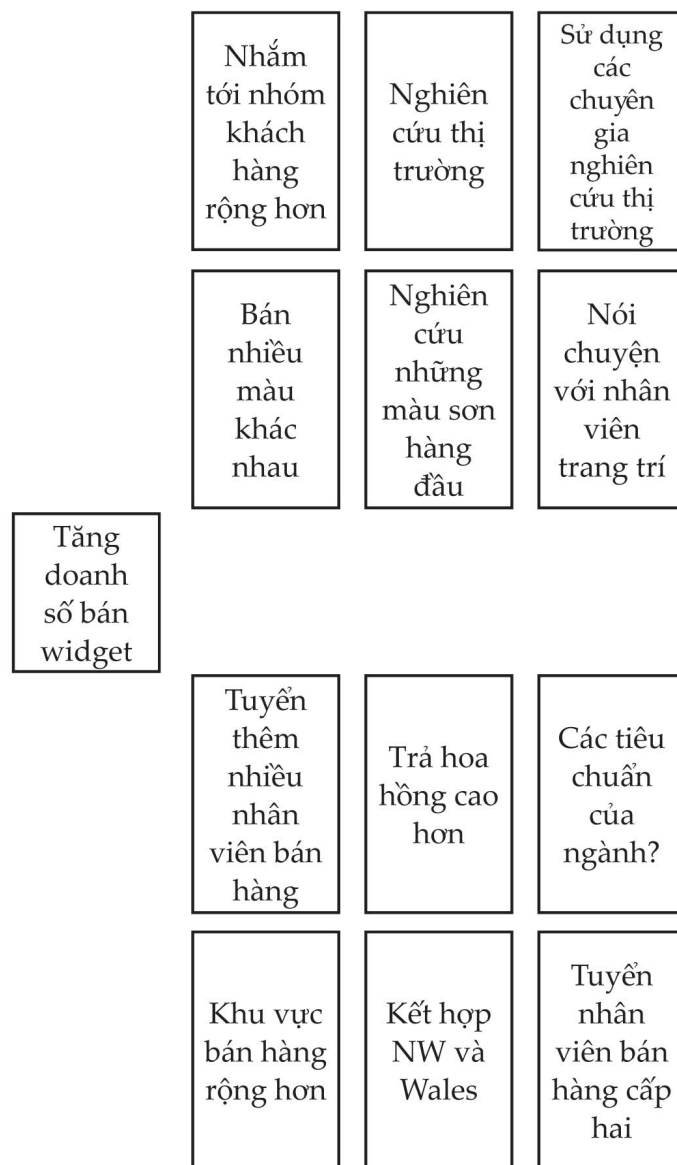 Nhắm
tới nhóm
khách
hàng
rộng hơn
Nghiên
cứu thị
trường
Sử dụng
các
chuyên
gia
nghiên
cứu thị
trường
Bán
nhiều
màu
khác
nhau
Nghiên
cứu
những
màu sơn
hàng
đầu
Nói
chuyện
với nhân
viên
trang trí
Tăng
doanh
số bán
widget
Tuyển
thêm
nhiều
nhân
viên bán
hàng
Trả hoa
hồng cao
hơn
Các tiêu
chuẩn
của
ngành?
Khu vực
bán hàng
rộng hơn
Kết hợp
NW và
Wales
Tuyển
nhân
viên bán
hàng cấp
hai